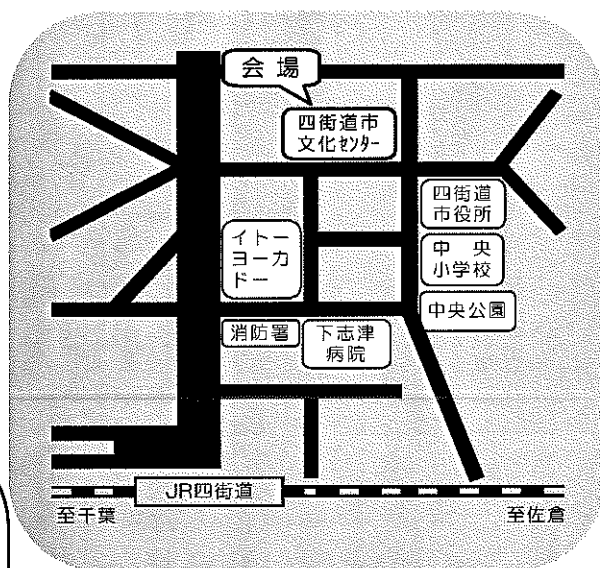 会場
四街道市
文化ｾﾝﾀｰ
四街道
市役所
イトー
ヨーカ
ドー
中 央
小学校
中央公園
消防署
下志津
病院
JR四街道
至千葉
至佐倉